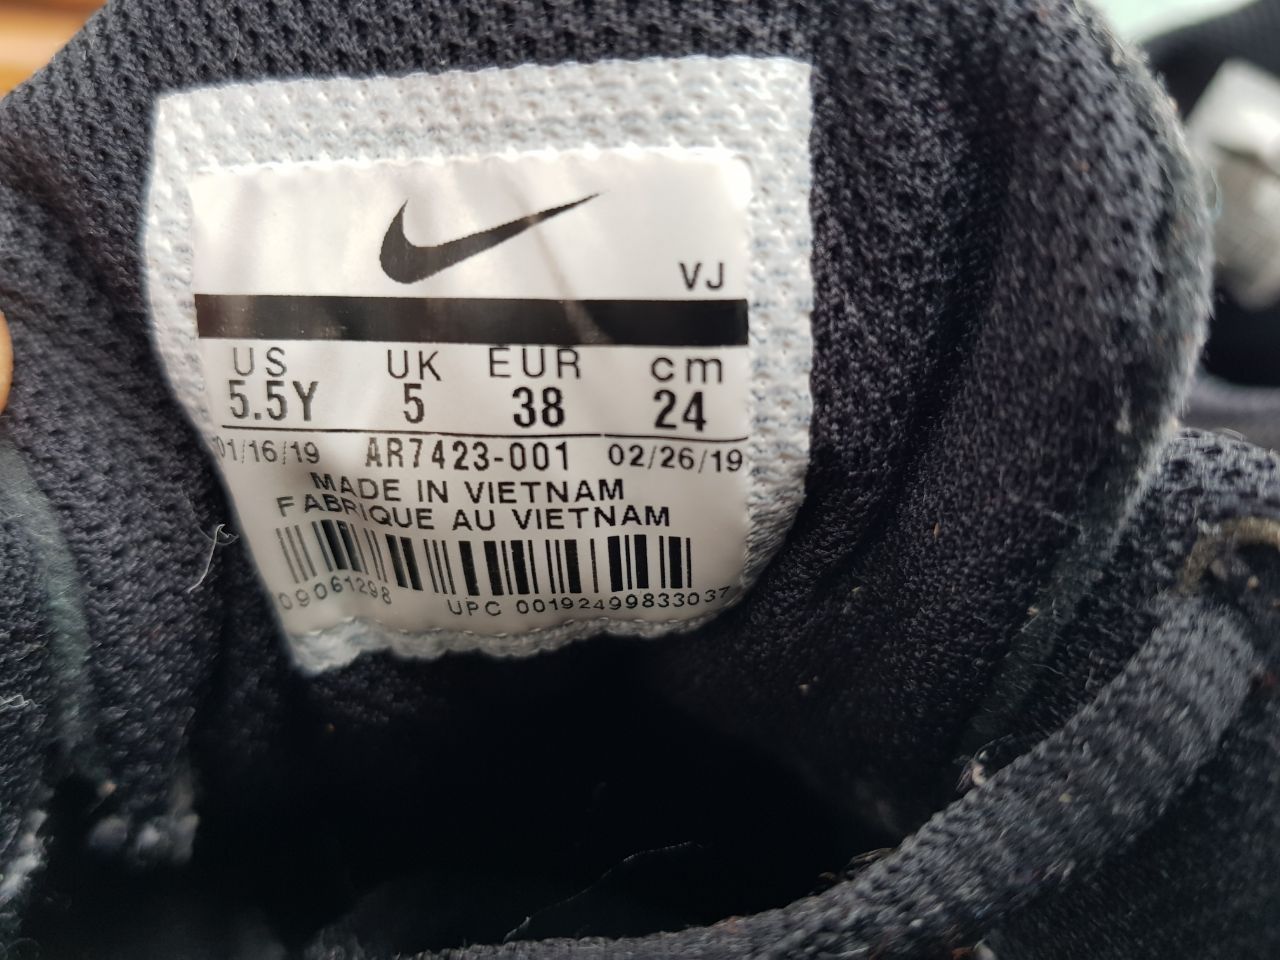 VJ
US UK EUR cm
5.5Y 5 38 24
01/16/19 AR7423-001 02/26/19
MADE IN VIETNAM
FABRIQUE AU VIETNAM
09061298 UPC 00192499833037